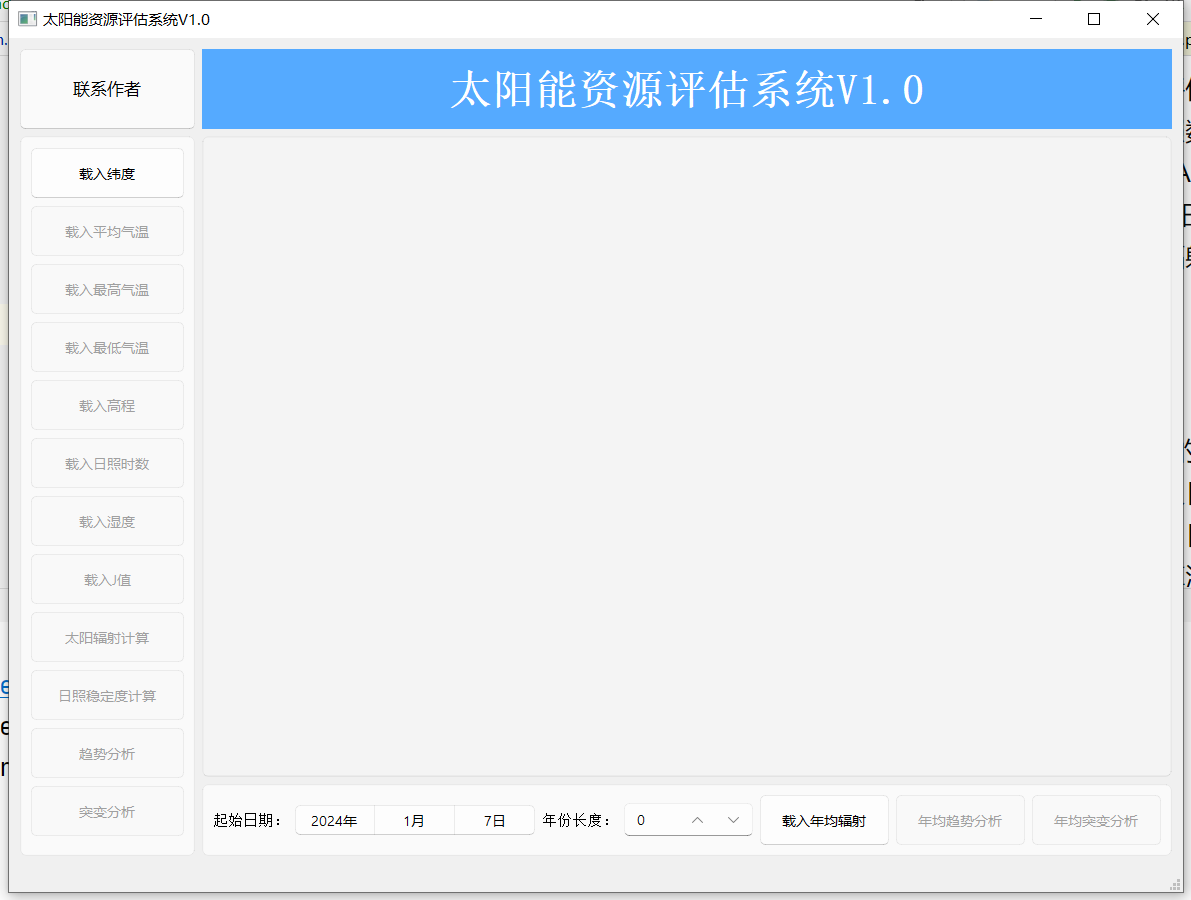 太阳能资源评估系统V1.0
联系作者
太阳能资源评估系统V1.0
载入纬度
载入平均气温
载入最高气温
载入最低气温
载入高程
载入日照时数
载入湿度
载入J值
太阳辐射计算
日照稳定度计算
趋势分析
突变分析
起始日期： 2024年 1月 7日 年份长度： 0 载入年均辐射 年均趋势分析 年均突变分析